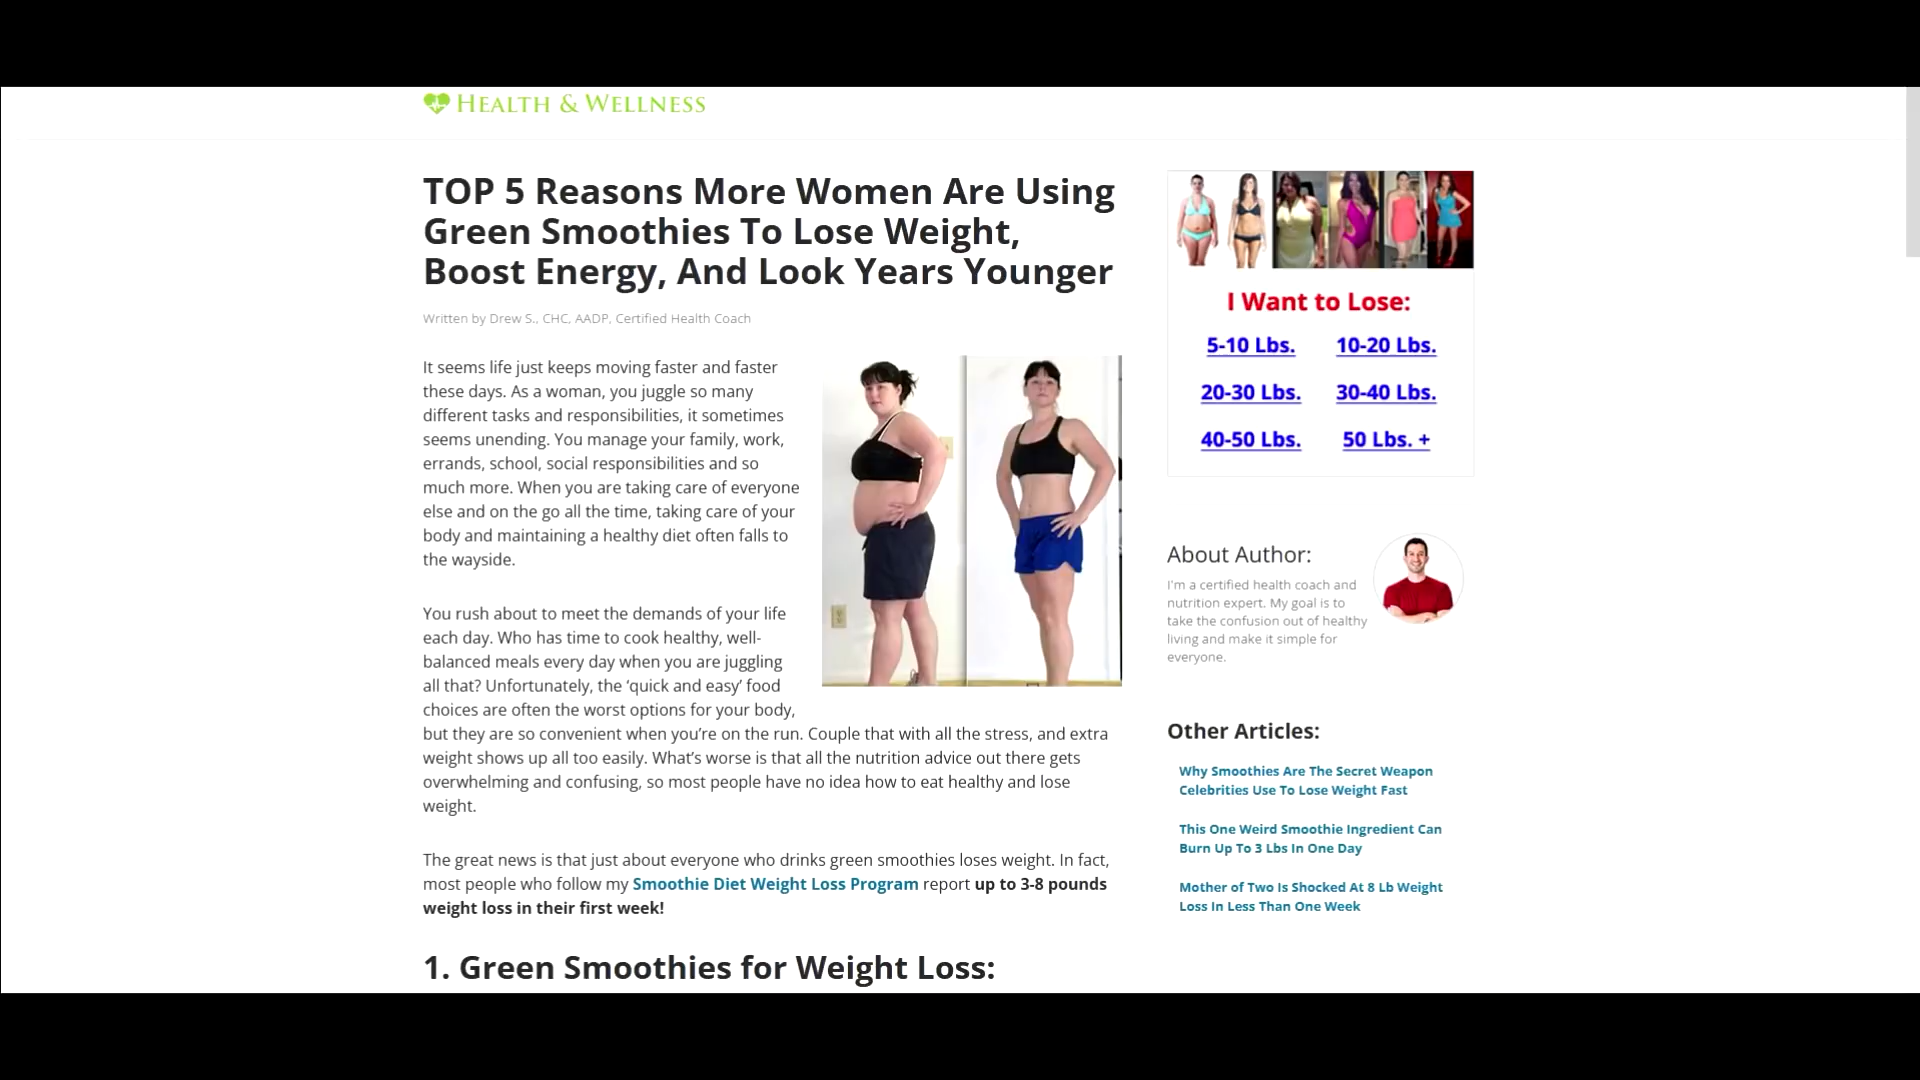 HEALTH & WELLNESS
TOP 5 Reasons More Women Are Using
Green Smoothies To Lose Weight,
Boost Energy, And Look Years Younger
Written by Drew S., CHC, AADP, Certified Health Coach
It seems life just keeps moving faster and faster
these days. As a woman, you juggle so many
different tasks and responsibilities, it sometimes
seems unending. You manage your family, work,
errands, school, social responsibilities and so
much more. When you are taking care of everyone
else and on the go all the time, taking care of your
body and maintaining a healthy diet often falls to
the wayside.
You rush about to meet the demands of your life
each day. Who has time to cook healthy, well-
balanced meals every day when you are juggling
all that? Unfortunately, the ‘quick and easy’ food
choices are often the worst options for your body,
but they are so convenient when you’re on the run. Couple that with all the stress, and extra
weight shows up all too easily. What’s worse is that all the nutrition advice out there gets
overwhelming and confusing, so most people have no idea how to eat healthy and lose
weight.
The great news is that just about everyone who drinks green smoothies loses weight. In fact,
most people who follow my Smoothie Diet Weight Loss Program report up to 3-8 pounds
weight loss in their first week!
1. Green Smoothies for Weight Loss:
I Want to Lose:
5-10 Lbs. 10-20 Lbs.
20-30 Lbs. 30-40 Lbs.
40-50 Lbs. 50 Lbs. +
About Author:
I'm a certified health coach and
nutrition expert. My goal is to
take the confusion out of healthy
living and make it simple for
everyone.
Other Articles:
Why Smoothies Are The Secret Weapon
Celebrities Use To Lose Weight Fast
This One Weird Smoothie Ingredient Can
Burn Up To 3 Lbs In One Day
Mother of Two Is Shocked At 8 Lb Weight
Loss In Less Than One Week